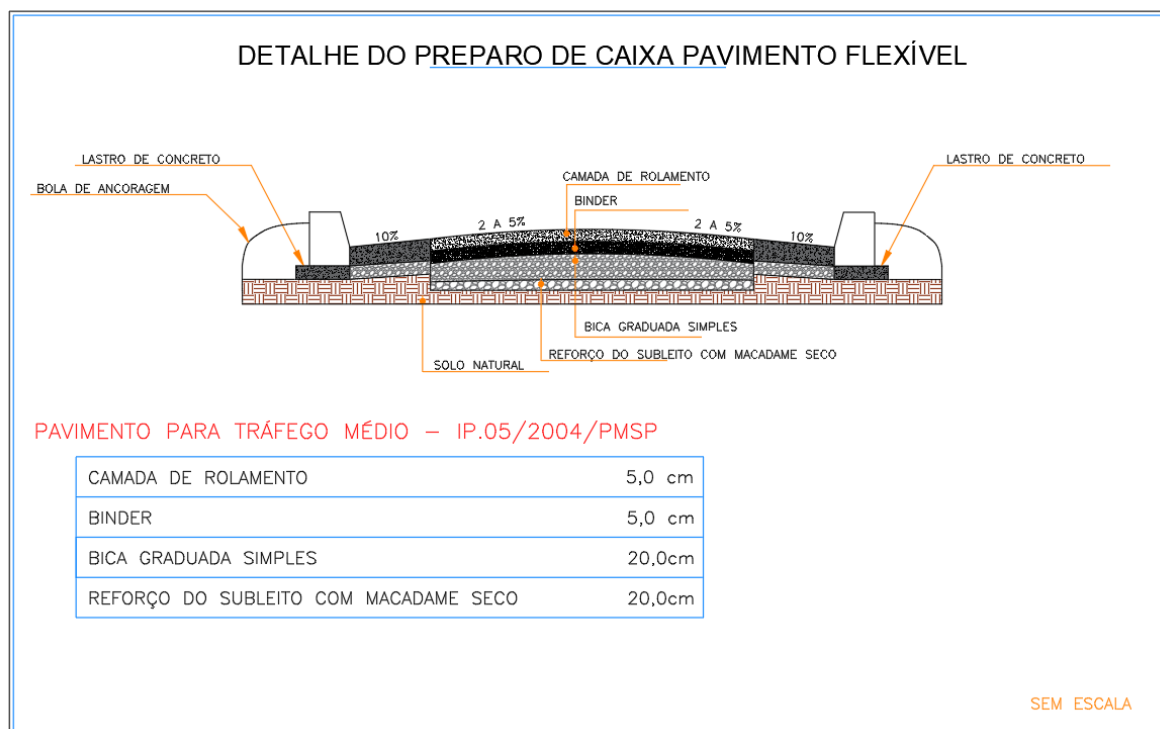 DETALHE DO PREPARO DE CAIXA PAVIMENTO FLEXÍVEL
LASTRO DE CONCRETO
LASTRO DE CONCRETO
CAMADA DE ROLAMENTO
BOLA DE ANCORAGEM
BINDER
10%
2 A 5%
2 A 5%
10%
BICA GRADUADA SIMPLES
REFORÇO DO SUBLEITO COM MACADAME SECO
SOLO NATURAL
PAVIMENTO PARA TRÁFEGO MÉDIO – IP.05/2004/PMSP
CAMADA DE ROLAMENTO 5,0 cm
BINDER 5,0 cm
BICA GRADUADA SIMPLES 20,0cm
REFORÇO DO SUBLEITO COM MACADAME SECO 20,0cm
SEM ESCALA